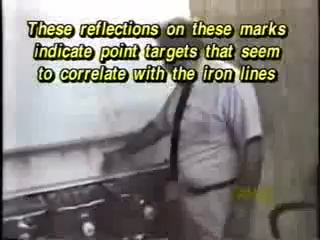 These reflections on these marks
indicate point targets that seem
to correlate with the iron lines